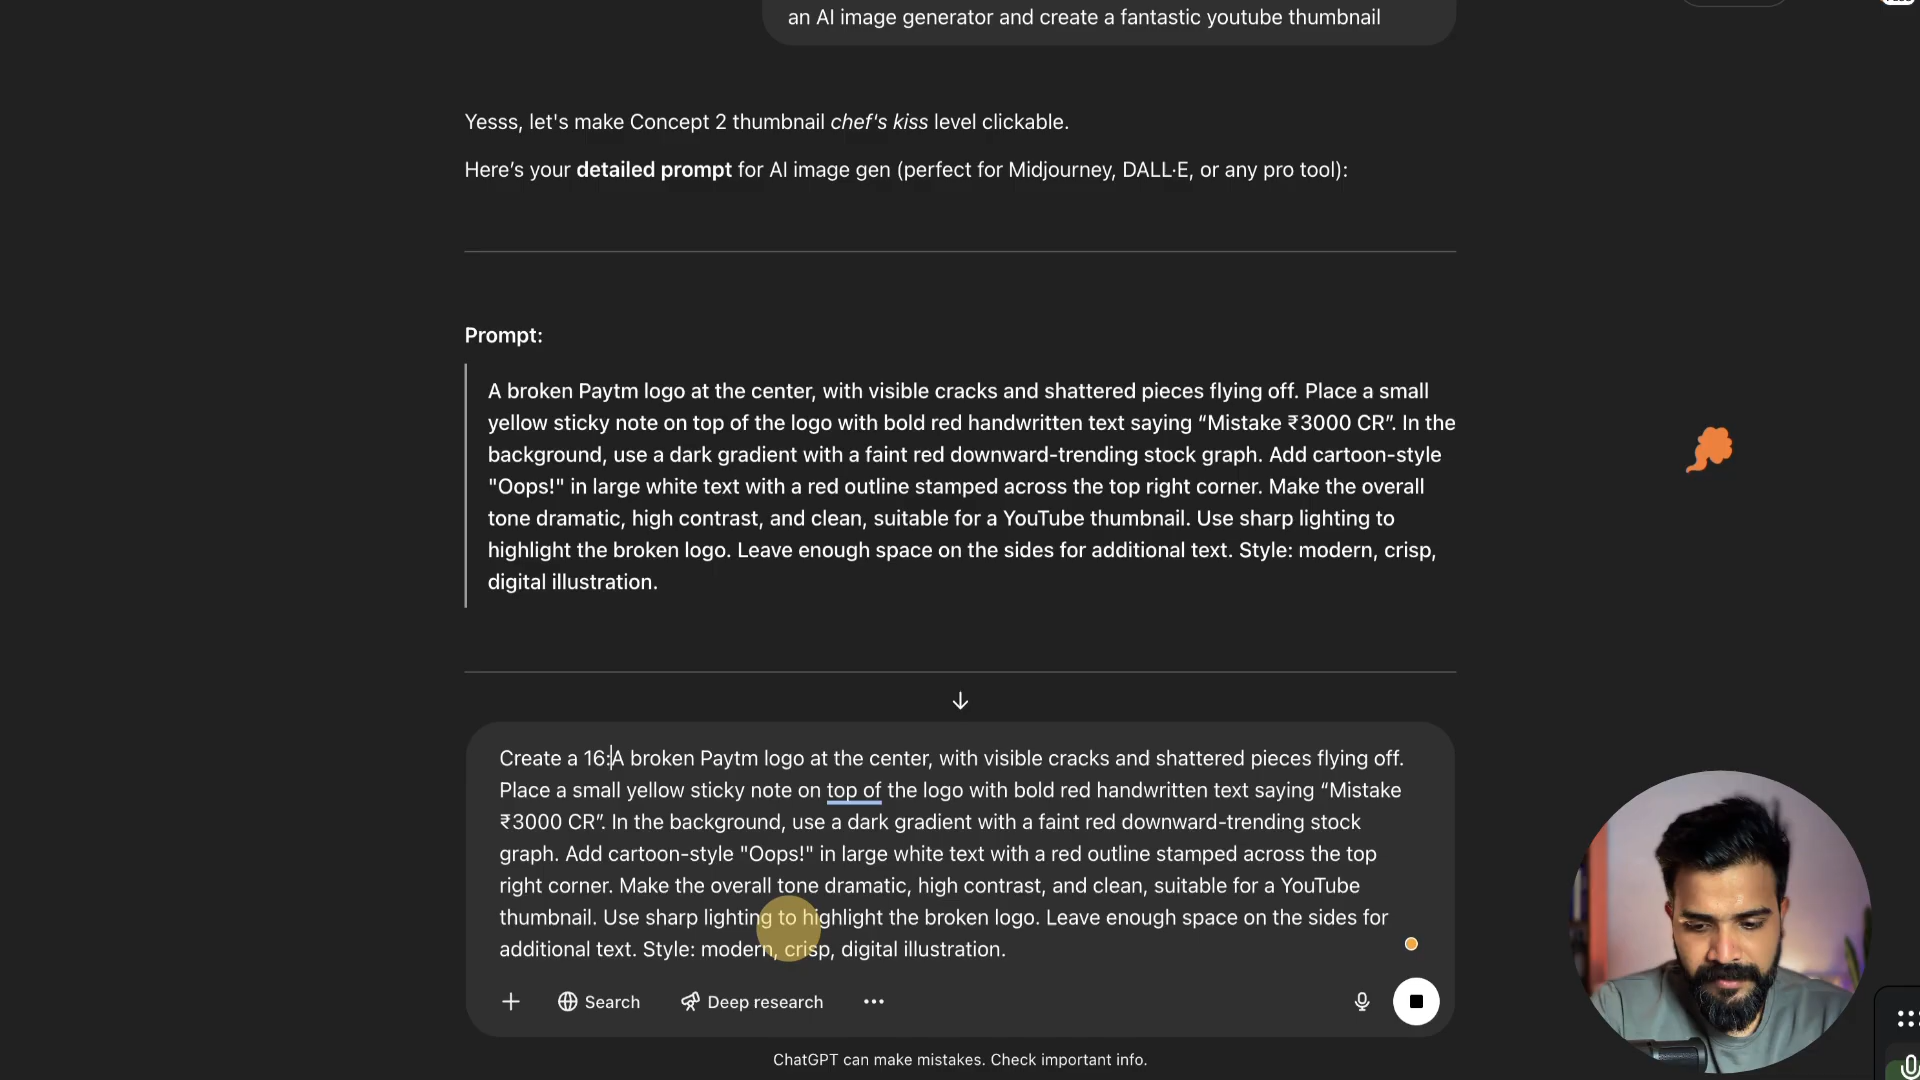 an AI image generator and create a fantastic youtube thumbnail
Yesss, let's make Concept 2 thumbnail chef's kiss level clickable.
Here’s your detailed prompt for AI image gen (perfect for Midjourney, DALL·E, or any pro tool):
Prompt:
A broken Paytm logo at the center, with visible cracks and shattered pieces flying off. Place a small
yellow sticky note on top of the logo with bold red handwritten text saying “Mistake ₹3000 CR”. In the
background, use a dark gradient with a faint red downward-trending stock graph. Add cartoon-style
"Oops!" in large white text with a red outline stamped across the top right corner. Make the overall
tone dramatic, high contrast, and clean, suitable for a YouTube thumbnail. Use sharp lighting to
highlight the broken logo. Leave enough space on the sides for additional text. Style: modern, crisp,
digital illustration.
Create a 16:A broken Paytm logo at the center, with visible cracks and shattered pieces flying off.
Place a small yellow sticky note on top of the logo with bold red handwritten text saying “Mistake
₹3000 CR”. In the background, use a dark gradient with a faint red downward-trending stock
graph. Add cartoon-style "Oops!" in large white text with a red outline stamped across the top
right corner. Make the overall tone dramatic, high contrast, and clean, suitable for a YouTube
thumbnail. Use sharp lighting to highlight the broken logo. Leave enough space on the sides for
additional text. Style: modern, crisp, digital illustration.
Search
Deep research
ChatGPT can make mistakes. Check important info.